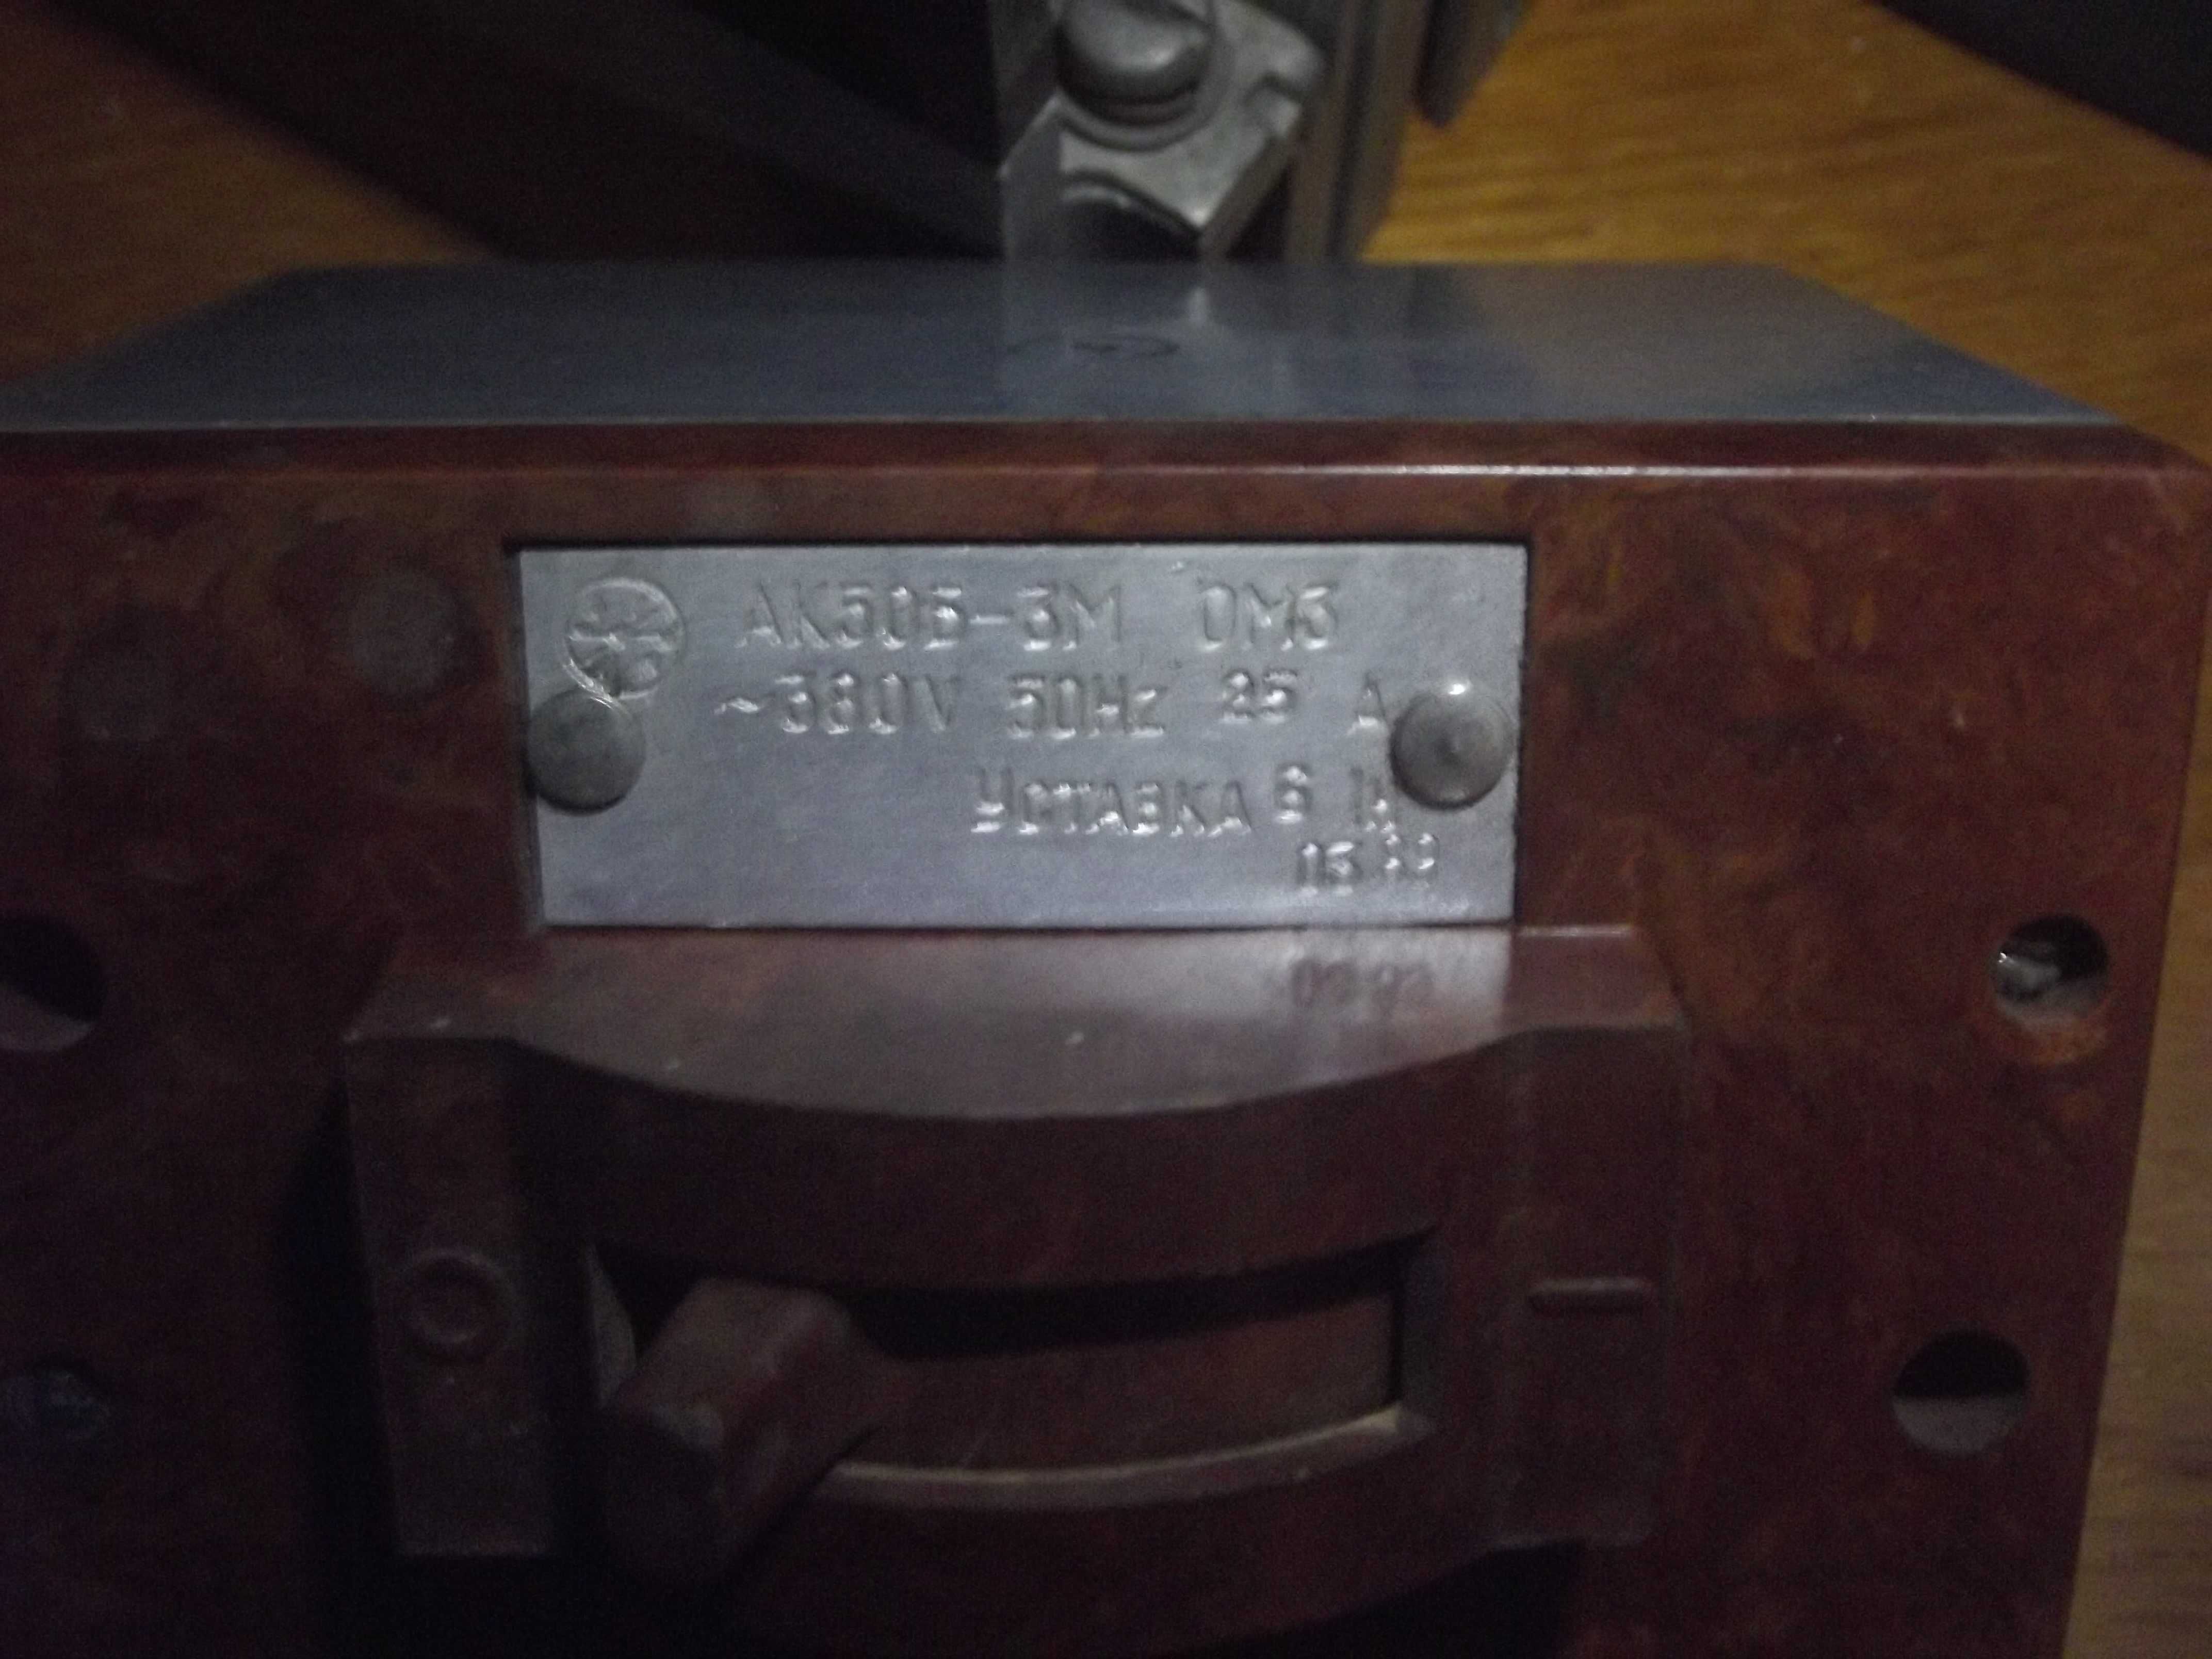 АК50Б-3М ОМ3
~380V 50Hz 25 А
УСТАВКА 6 Iн